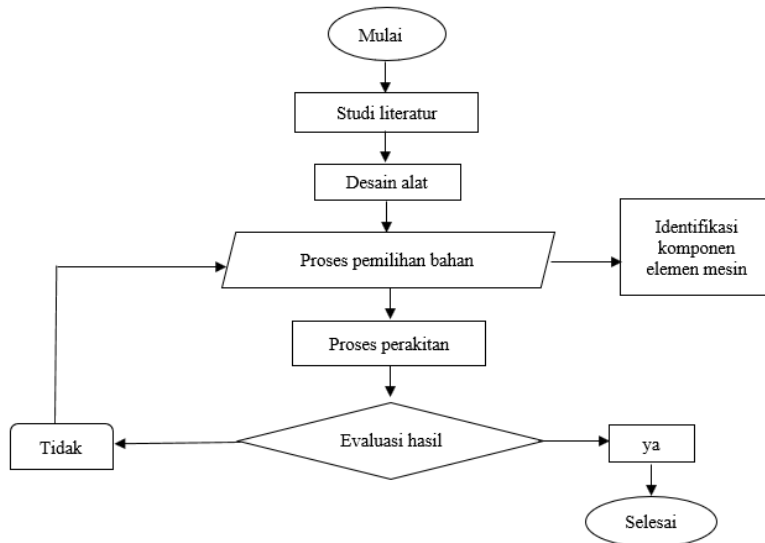 Mulai
Studi literatur
Desain alat
Proses pemilihan bahan
Identifikasi
komponen
elemen mesin
Proses perakitan
Evaluasi hasil
Tidak
ya
Selesai